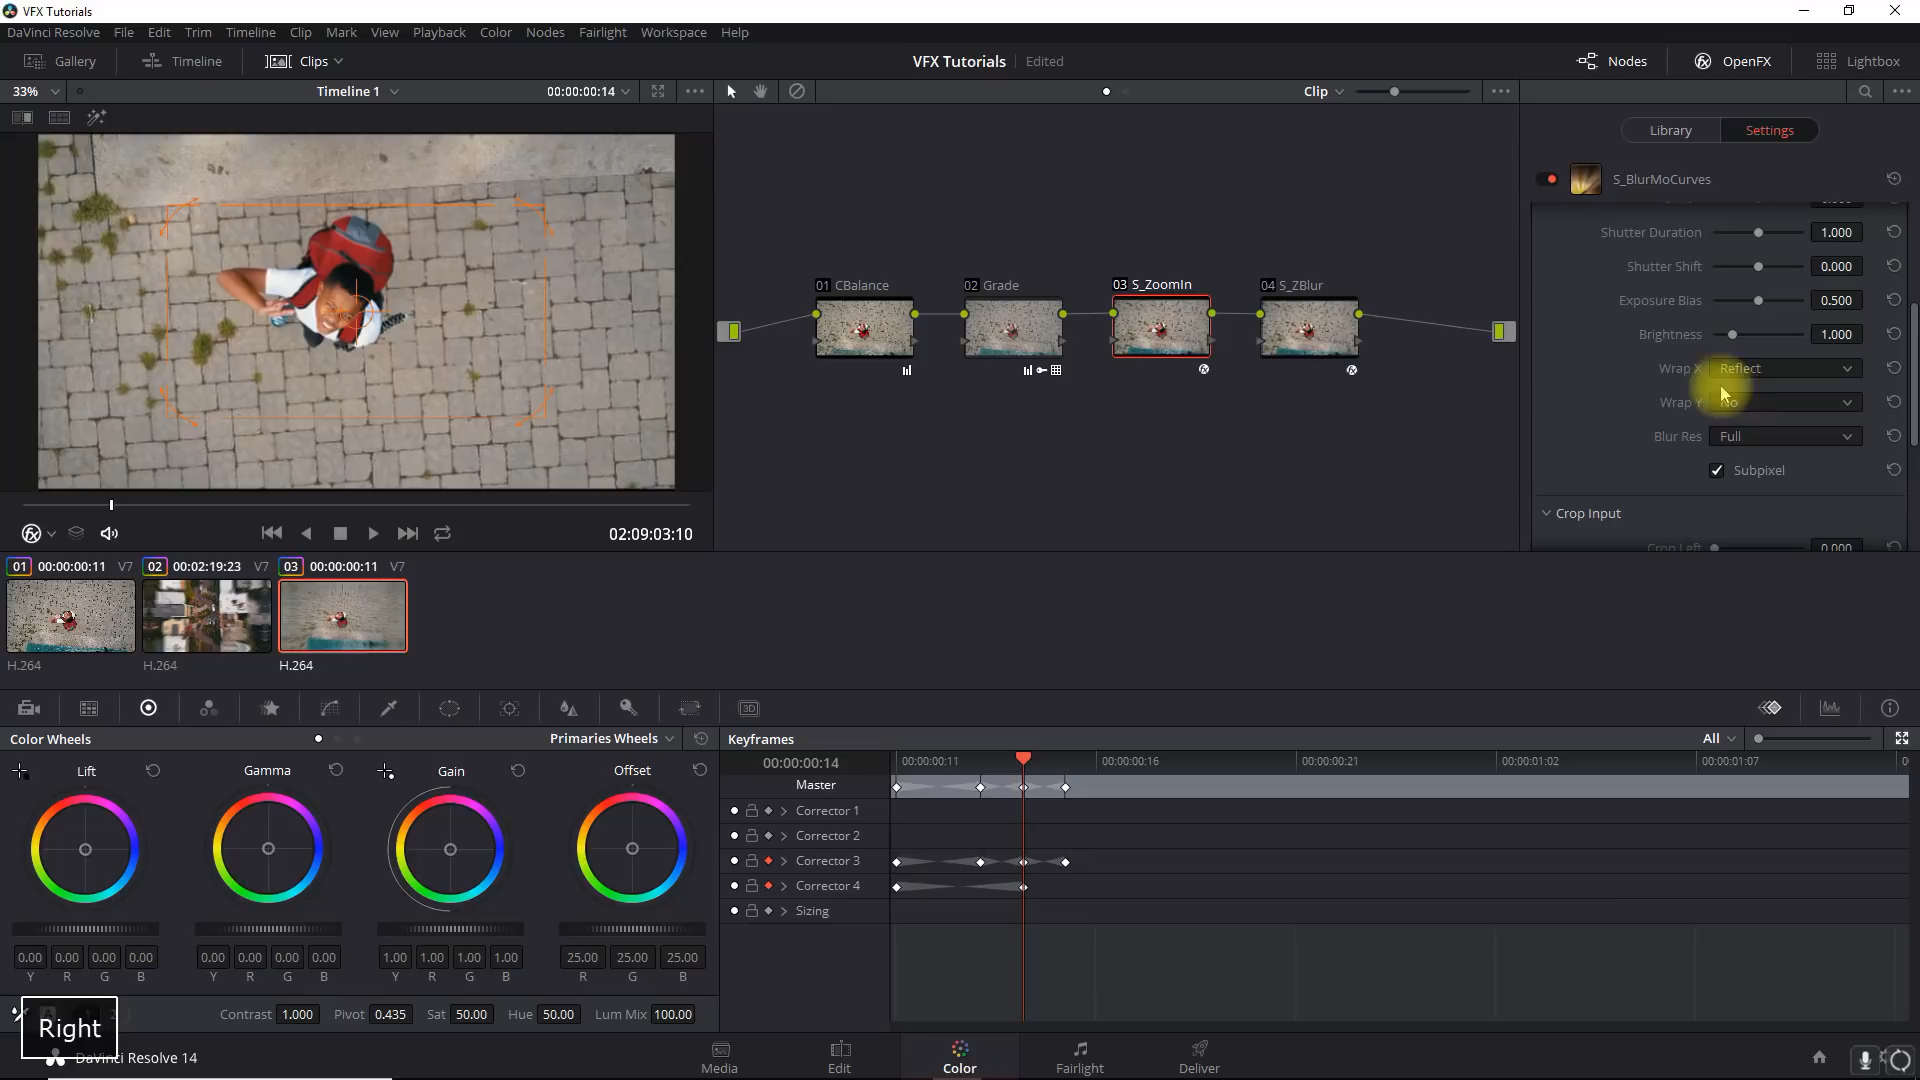 VFX Tutorials
DaVinci Resolve File Edit Trim Timeline Clip Mark View Playback Color Nodes Fairlight Workspace Help
Gallery Timeline Clips VFX Tutorials Edited Nodes OpenFX Lightbox
33% Timeline 1 00:00:00:14 Clip
Library Settings
S_BlurMoCurves
Shutter Duration 1.000
Shutter Shift 0.000
Exposure Bias 0.500
Brightness 1.000
Wrap X Reflect
Wrap Y No
Blur Res Full
Subpixel
Crop Input
Crop Left 0.000
01 CBalance 02 Grade 03 S_ZoomIn 04 S_ZBlur
02:09:03:10
01 00:00:00:11 V7 02 00:02:19:23 V7 03 00:00:00:11 V7
H.264 H.264 H.264
3D
Color Wheels Primaries Wheels
Lift Gamma Gain Offset
0.00 0.00 0.00 0.00 0.00 0.00 0.00 0.00 1.00 1.00 1.00 1.00 25.00 25.00 25.00
Y R G B Y R G B Y R G B R G B
Contrast 1.000 Pivot 0.435 Sat 50.00 Hue 50.00 Lum Mix 100.00
Keyframes All
00:00:00:14 00:00:00:11 00:00:00:16 00:00:00:21 00:00:01:02 00:00:01:07
Master
Corrector 1
Corrector 2
Corrector 3
Corrector 4
Sizing
Right
DaVinci Resolve 14
Media Edit Color Fairlight Deliver